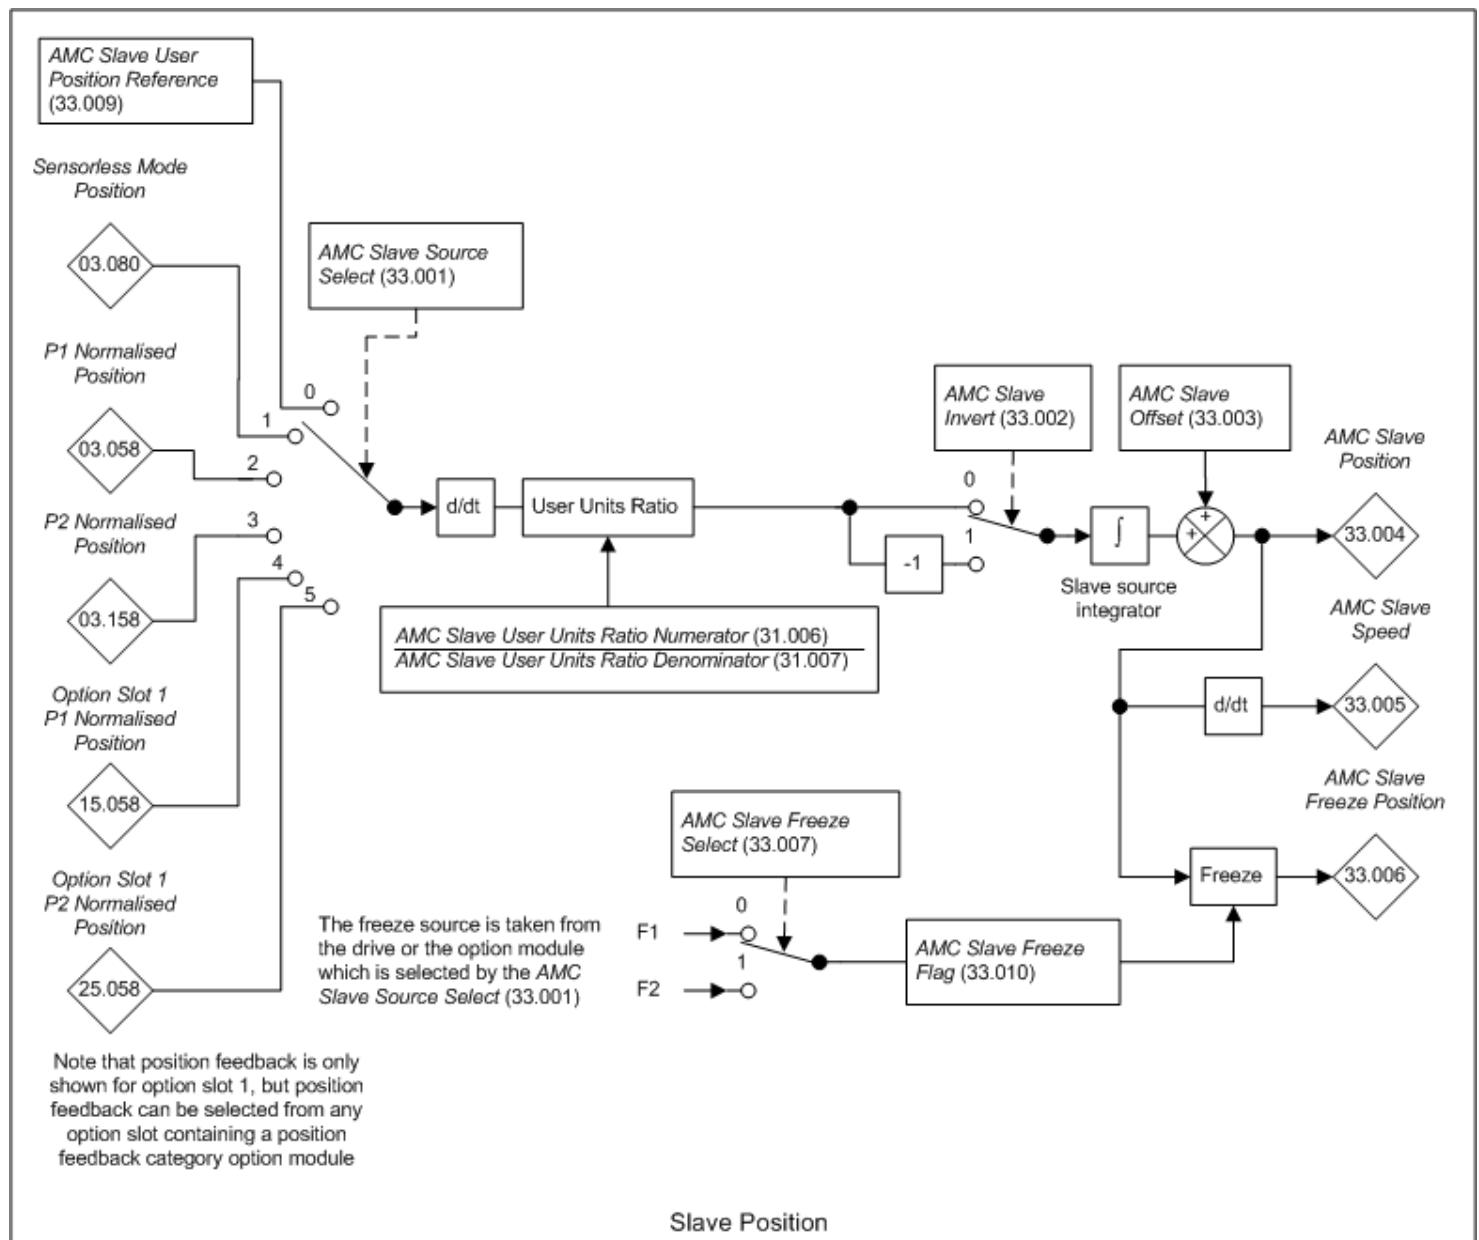 AMC Slave User
Position Reference
(33.009)
Sensorless Mode
Position
03.080
AMC Slave Source
Select (33.001)
P1 Normalised
Position
03.058
P2 Normalised
Position
03.158
0
1
2
3
4
5
d/dt
User Units Ratio
AMC Slave User Units Ratio Numerator (31.006)
AMC Slave User Units Ratio Denominator (31.007)
AMC Slave
Invert (33.002)
0
1
-1
∫
Slave source
integrator
AMC Slave
Offset (33.003)
+
+
AMC Slave
Position
33.004
AMC Slave
Speed
d/dt
33.005
AMC Slave
Freeze Position
Freeze
33.006
Option Slot 1
P1 Normalised
Position
15.058
Option Slot 1
P2 Normalised
Position
25.058
AMC Slave Freeze
Select (33.007)
The freeze source is taken from
the drive or the option module
which is selected by the AMC
Slave Source Select (33.001)
F1
0
1
F2
AMC Slave Freeze
Flag (33.010)
Note that position feedback is only
shown for option slot 1, but position
feedback can be selected from any
option slot containing a position
feedback category option module
Slave Position